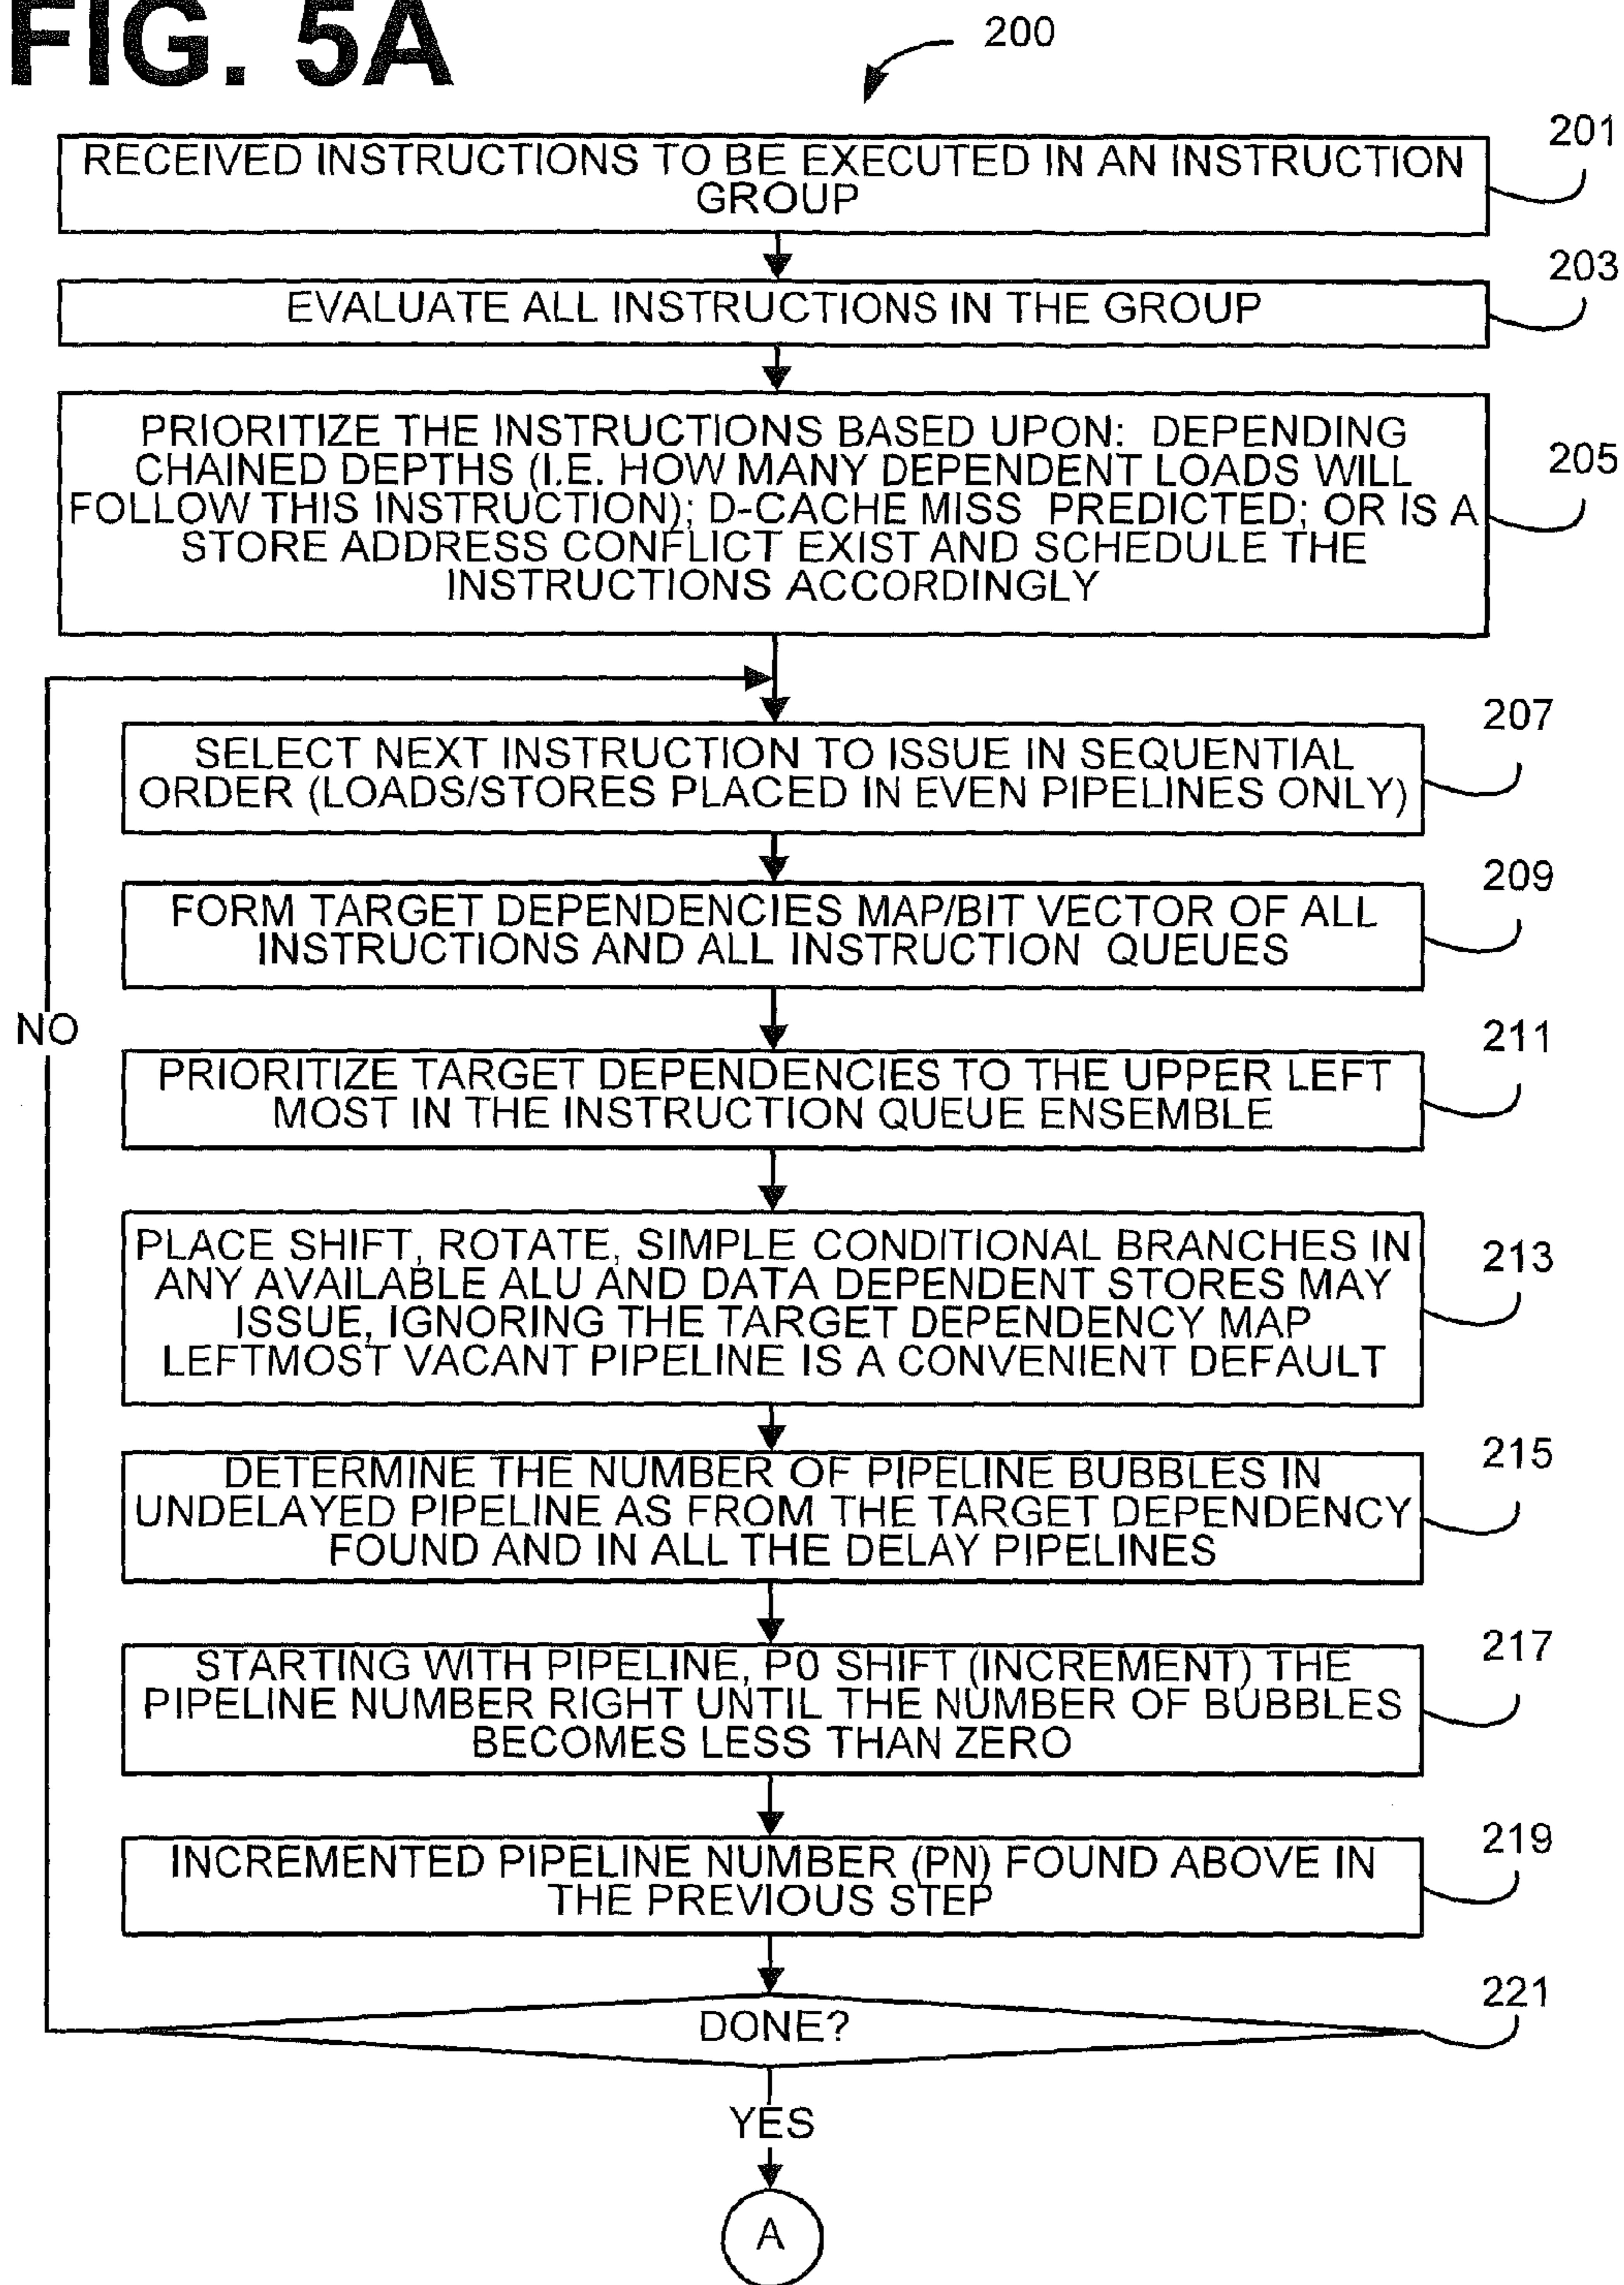 FIG. 5A
200
RECEIVED INSTRUCTIONS TO BE EXECUTED IN AN INSTRUCTION
GROUP
201
EVALUATE ALL INSTRUCTIONS IN THE GROUP
203
PRIORITIZE THE INSTRUCTIONS BASED UPON: DEPENDING
CHAINED DEPTHS (I.E. HOW MANY DEPENDENT LOADS WILL
FOLLOW THIS INSTRUCTION); D-CACHE MISS PREDICTED; OR IS A
STORE ADDRESS CONFLICT EXIST AND SCHEDULE THE
INSTRUCTIONS ACCORDINGLY
205
SELECT NEXT INSTRUCTION TO ISSUE IN SEQUENTIAL
ORDER (LOADS/STORES PLACED IN EVEN PIPELINES ONLY)
207
FORM TARGET DEPENDENCIES MAP/BIT VECTOR OF ALL
INSTRUCTIONS AND ALL INSTRUCTION QUEUES
209
NO
PRIORITIZE TARGET DEPENDENCIES TO THE UPPER LEFT
MOST IN THE INSTRUCTION QUEUE ENSEMBLE
211
PLACE SHIFT, ROTATE, SIMPLE CONDITIONAL BRANCHES IN
ANY AVAILABLE ALU AND DATA DEPENDENT STORES MAY
ISSUE, IGNORING THE TARGET DEPENDENCY MAP
LEFTMOST VACANT PIPELINE IS A CONVENIENT DEFAULT
213
DETERMINE THE NUMBER OF PIPELINE BUBBLES IN
UNDELAYED PIPELINE AS FROM THE TARGET DEPENDENCY
FOUND AND IN ALL THE DELAY PIPELINES
215
STARTING WITH PIPELINE, P0 SHIFT (INCREMENT) THE
PIPELINE NUMBER RIGHT UNTIL THE NUMBER OF BUBBLES
BECOMES LESS THAN ZERO
217
INCREMENTED PIPELINE NUMBER (PN) FOUND ABOVE IN
THE PREVIOUS STEP
219
DONE?
221
YES
A